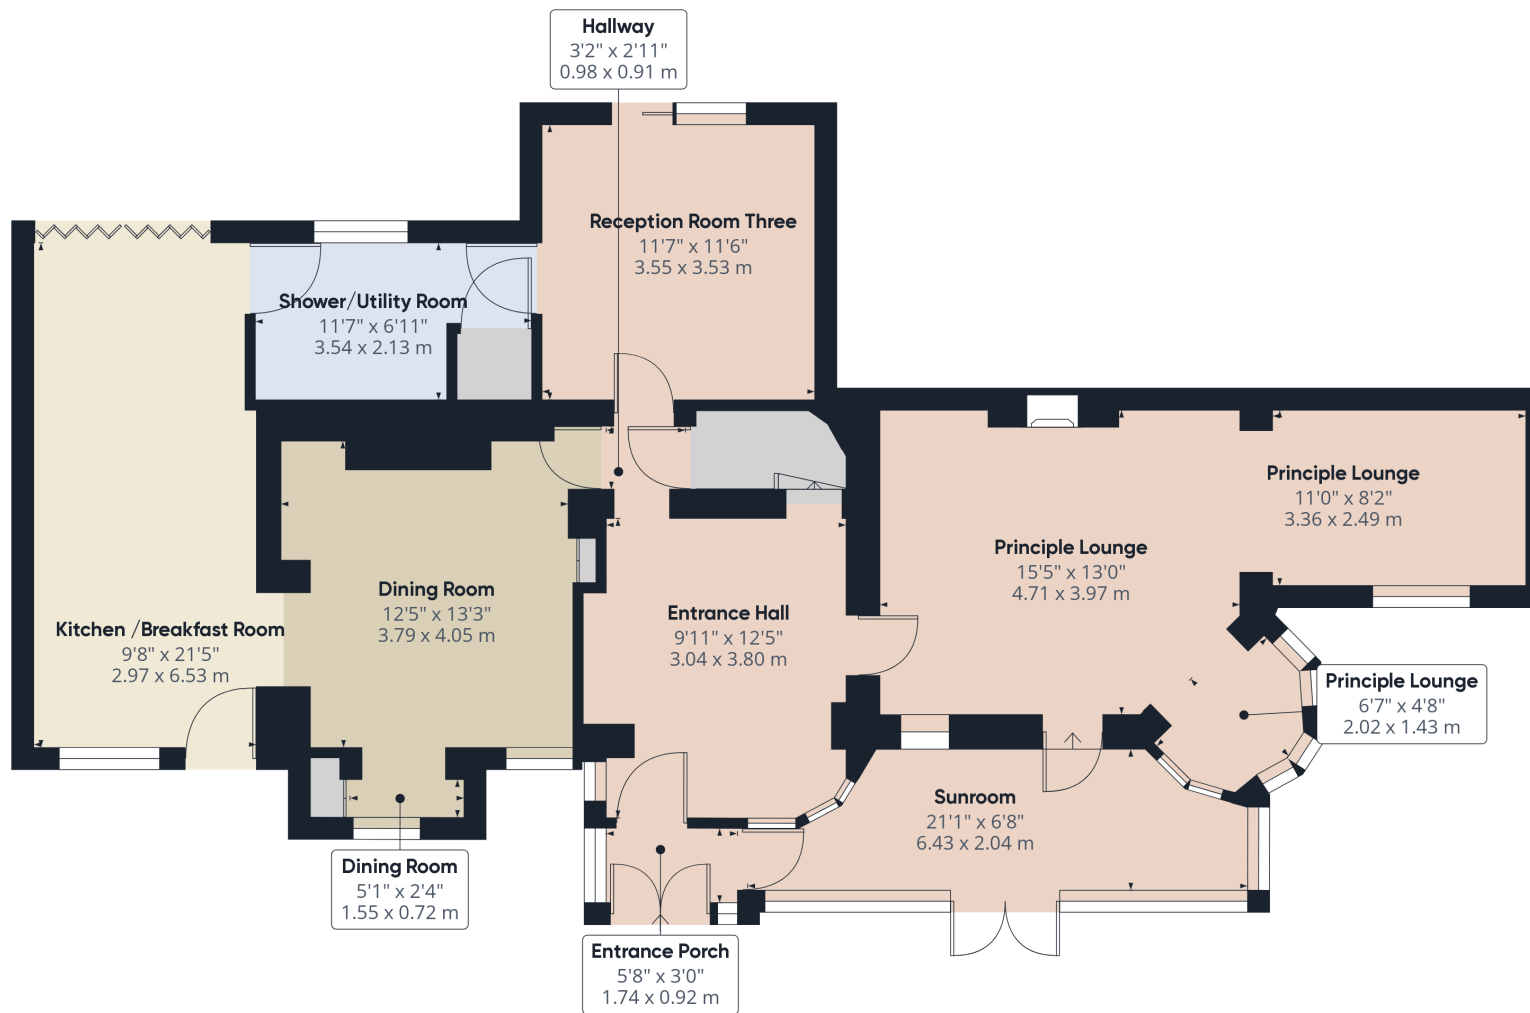 Hallway
3'2" x 2'11"
0.98 x 0.91 m
Reception Room Three
11'7" x 11'6"
3.55 x 3.53 m
Shower/Utility Room
11'7" x 6'11"
3.54 x 2.13 m
Principle Lounge
11'0" x 8'2"
3.36 x 2.49 m
Principle Lounge
15'5" x 13'0"
4.71 x 3.97 m
Dining Room
12'5" x 13'3"
3.79 x 4.05 m
Entrance Hall
9'11" x 12'5"
3.04 x 3.80 m
Kitchen /Breakfast Room
9'8" x 21'5"
2.97 x 6.53 m
Principle Lounge
6'7" x 4'8"
2.02 x 1.43 m
Sunroom
21'1" x 6'8"
6.43 x 2.04 m
Dining Room
5'1" x 2'4"
1.55 x 0.72 m
Entrance Porch
5'8" x 3'0"
1.74 x 0.92 m